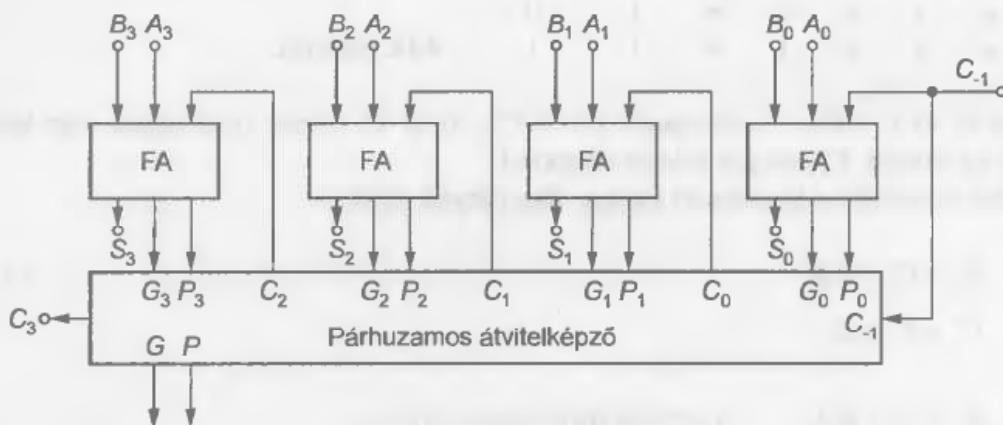 B₃ A₃ B₂ A₂ B₁ A₁ B₀ A₀
C₋₁
FA FA FA FA
S₃ S₂ S₁ S₀
G₃ P₃ C₂ G₂ P₂ C₁ G₁ P₁ C₀ G₀ P₀
C₃ Párhuzamos átvitelképző C₋₁
G P